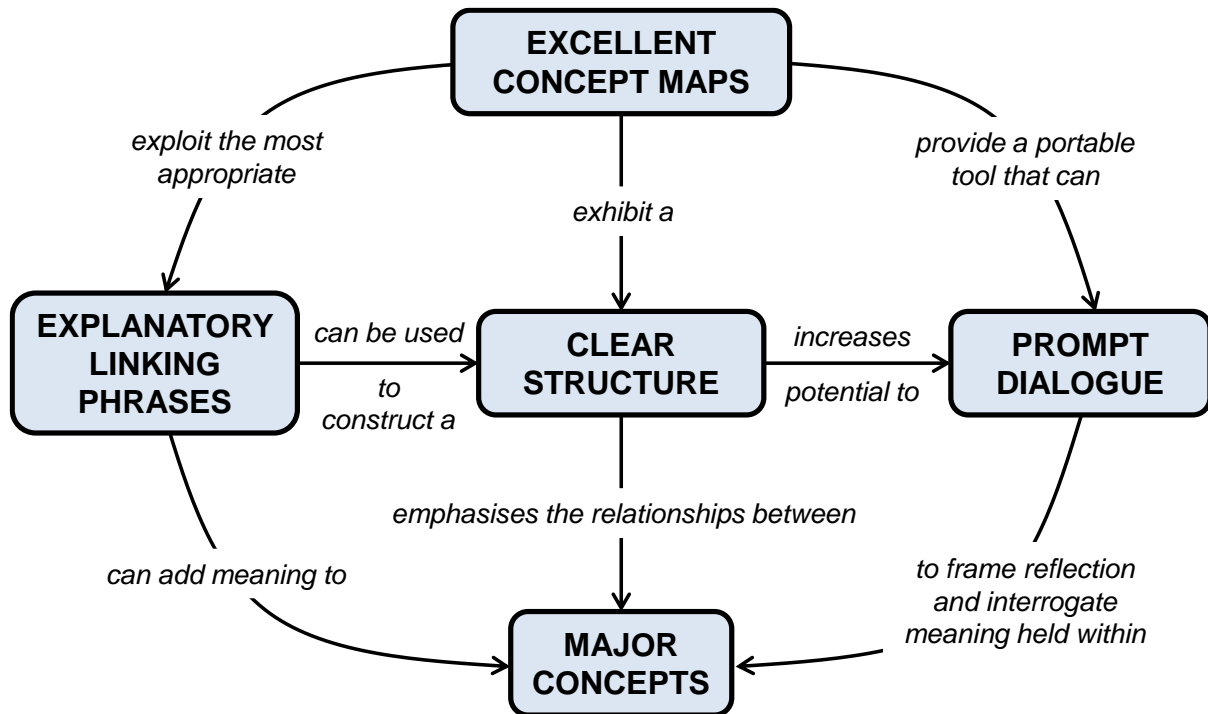 EXCELLENT
CONCEPT MAPS
exploit the most
appropriate
exhibit a
provide a portable
tool that can
EXPLANATORY
LINKING
PHRASES
can be used
to
construct a
CLEAR
STRUCTURE
increases
potential to
PROMPT
DIALOGUE
can add meaning to
emphasises the relationships between
to frame reflection
and interrogate
meaning held within
MAJOR
CONCEPTS